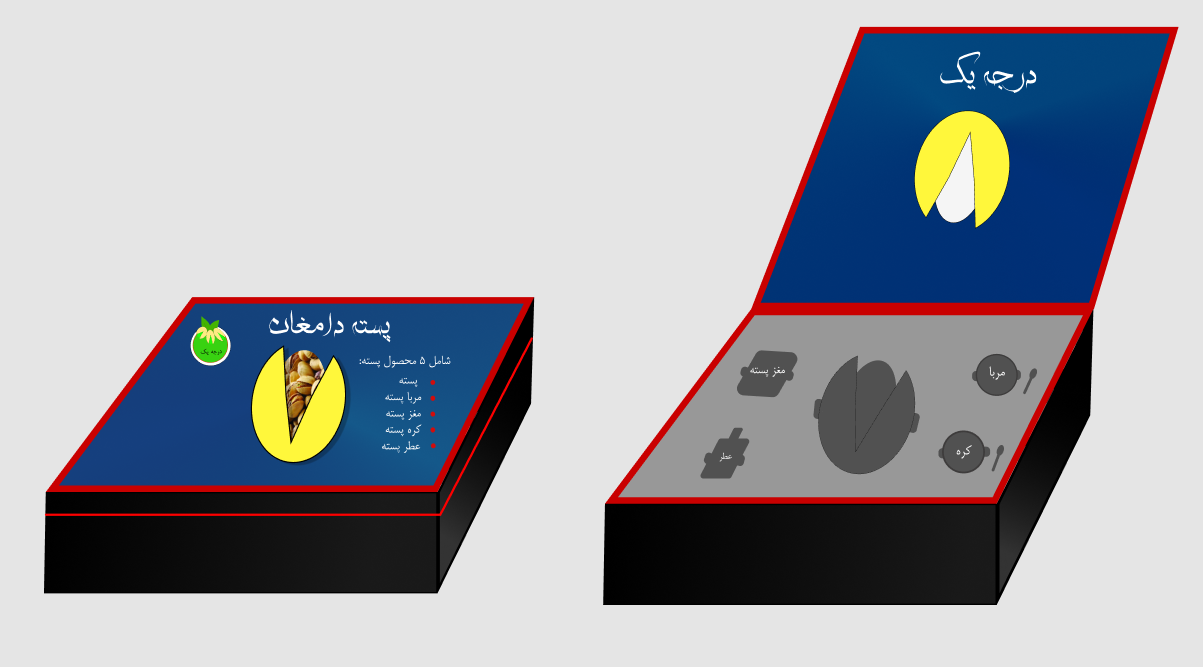 پسته دامغان
درجه یک
شامل ۵ محصول پسته:
پسته
مربا پسته
مغز پسته
کره پسته
عطر پسته
درجه یک
مغز پسته
مربا
عطر
کره